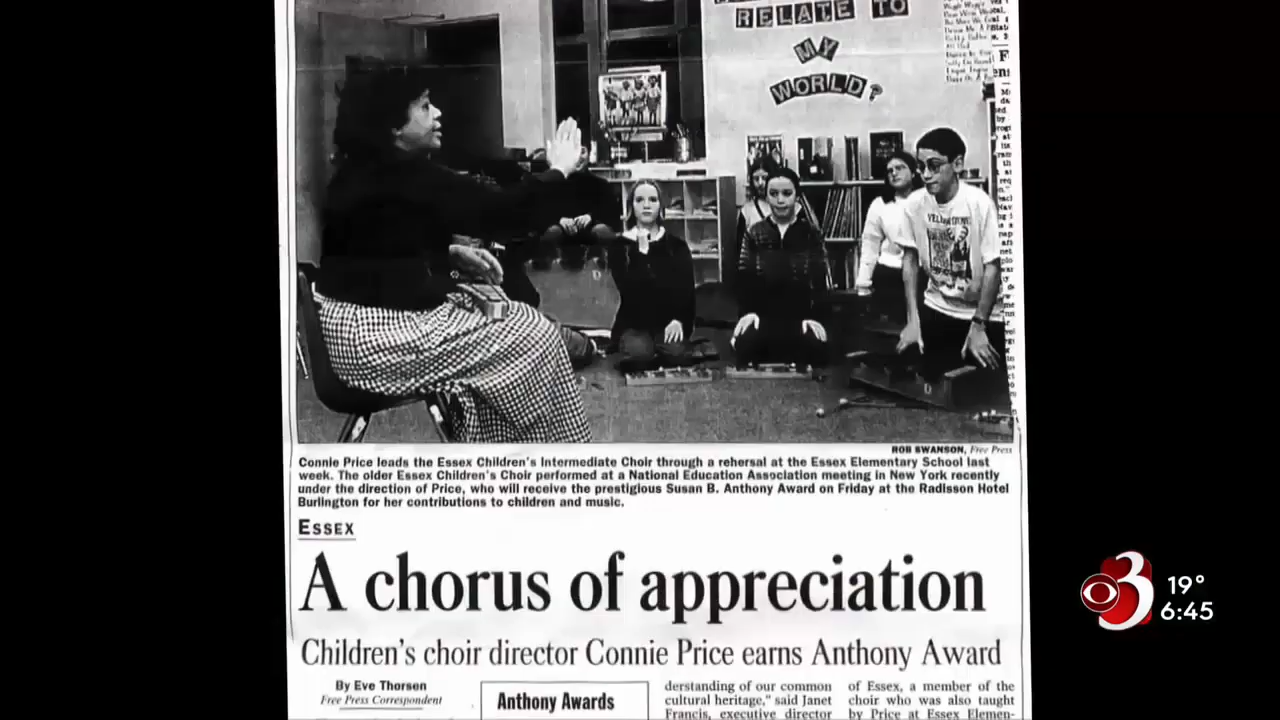 RELATE TO
MY
WORLD?
ROB SWANSON, Free Press
Connie Price leads the Essex Children's Intermediate Choir through a rehersal at the Essex Elementary School last
week. The older Essex Children's Choir performed at a National Education Association meeting in New York recently
under the direction of Price, who will receive the prestigious Susan B. Anthony Award on Friday at the Radisson Hotel
Burlington for her contributions to children and music.
ESSEX
A chorus of appreciation
Children's choir director Connie Price earns Anthony Award
By Eve Thorsen
Free Press Correspondent
Anthony Awards
derstanding of our common
cultural heritage," said Janet
Francis, executive director
of Essex, a member of the
choir who was also taught
by Price at Essex Elemen-
3
19°
6:45